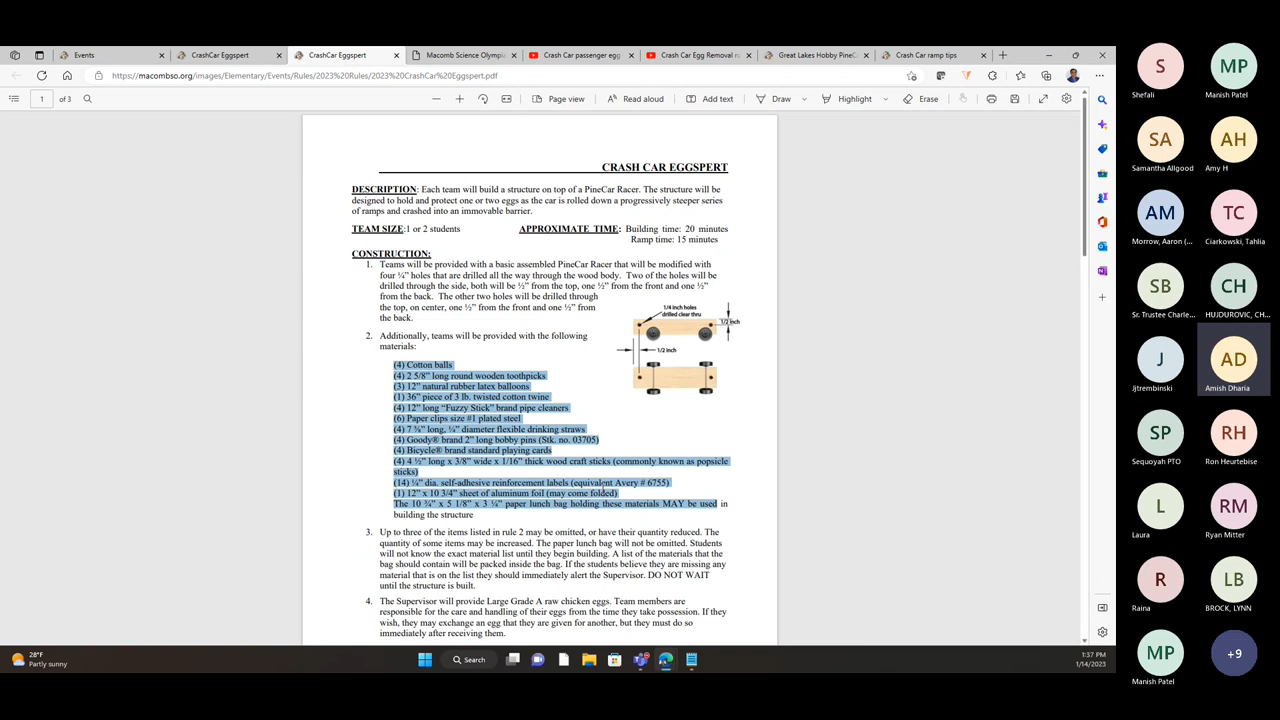 Events
CrashCar Eggspert
CrashCar Eggspert
Macomb Science Olympi
Crash Car passenger egg
Crash Car Egg Removal m
Great Lakes Hobby PineC
Crash Car ramp tips
https://macombso.org/images/Elementary/Events/Rules/2023%20Rules/2023%20CrashCar%20Eggspert.pdf
1 of 3
Page view
Read aloud
Add text
Draw
Highlight
Erase
CRASH CAR EGGSPERT
DESCRIPTION: Each team will build a structure on top of a PineCar Racer. The structure will be
designed to hold and protect one or two eggs as the car is rolled down a progressively steeper series
of ramps and crashed into an immovable barrier.
TEAM SIZE:1 or 2 students
APPROXIMATE TIME: Building time: 20 minutes
Ramp time: 15 minutes
CONSTRUCTION:
1. Teams will be provided with a basic assembled PineCar Racer that will be modified with
four ¼" holes that are drilled all the way through the wood body. Two of the holes will be
drilled through the side, both will be ½" from the top, one ½" from the front and one ½"
from the back. The other two holes will be drilled through
the top, on center, one ½" from the front and one ½" from
the back.
1/4 inch holes
drilled clear thru
1/2 inch
1/2 inch
2. Additionally, teams will be provided with the following
materials:
(4) Cotton balls
(4) 2 5/8" long round wooden toothpicks
(3) 12" natural rubber latex balloons
(1) 36" piece of 3 lb. twisted cotton twine
(4) 12" long "Fuzzy Stick" brand pipe cleaners
(6) Paper clips size #1 plated steel
(4) 7 ⅝" long, ¼" diameter flexible drinking straws
(4) Goody® brand 2" long bobby pins (Stk. no. 03705)
(4) Bicycle® brand standard playing cards
(4) 4 ½" long x 3/8" wide x 1/16" thick wood craft sticks (commonly known as popsicle
sticks)
(14) ¼" dia. self-adhesive reinforcement labels (equivalent Avery # 6755)
(1) 12" x 10 3/4" sheet of aluminum foil (may come folded)
The 10 ¾" x 5 1/8" x 3 ⅛" paper lunch bag holding these materials MAY be used in
building the structure
3. Up to three of the items listed in rule 2 may be omitted, or have their quantity reduced. The
quantity of some items may be increased. The paper lunch bag will not be omitted. Students
will not know the exact material list until they begin building. A list of the materials that the
bag should contain will be packed inside the bag. If the students believe they are missing any
material that is on the list they should immediately alert the Supervisor. DO NOT WAIT
until the structure is built.
4. The Supervisor will provide Large Grade A raw chicken eggs. Team members are
responsible for the care and handling of their eggs from the time they take possession. If they
wish, they may exchange an egg that they are given for another, but they must do so
immediately after receiving them.
28°F
Partly sunny
Search
1:37 PM
1/14/2023
S
Shefali
MP
Manish Patel
SA
Samantha Allgood
AH
Amy H
AM
Morrow, Aaron (...
TC
Ciarkowski, Tahlia
SB
Sr. Trustee Charle...
CH
HUJDUROVIC, CH...
J
Jjtrembinski
AD
Amish Dharia
SP
Sequoyah PTO
RH
Ron Heurtebise
L
Laura
RM
Ryan Mitter
R
Raina
LB
BROCK, LYNN
MP
Manish Patel
+9